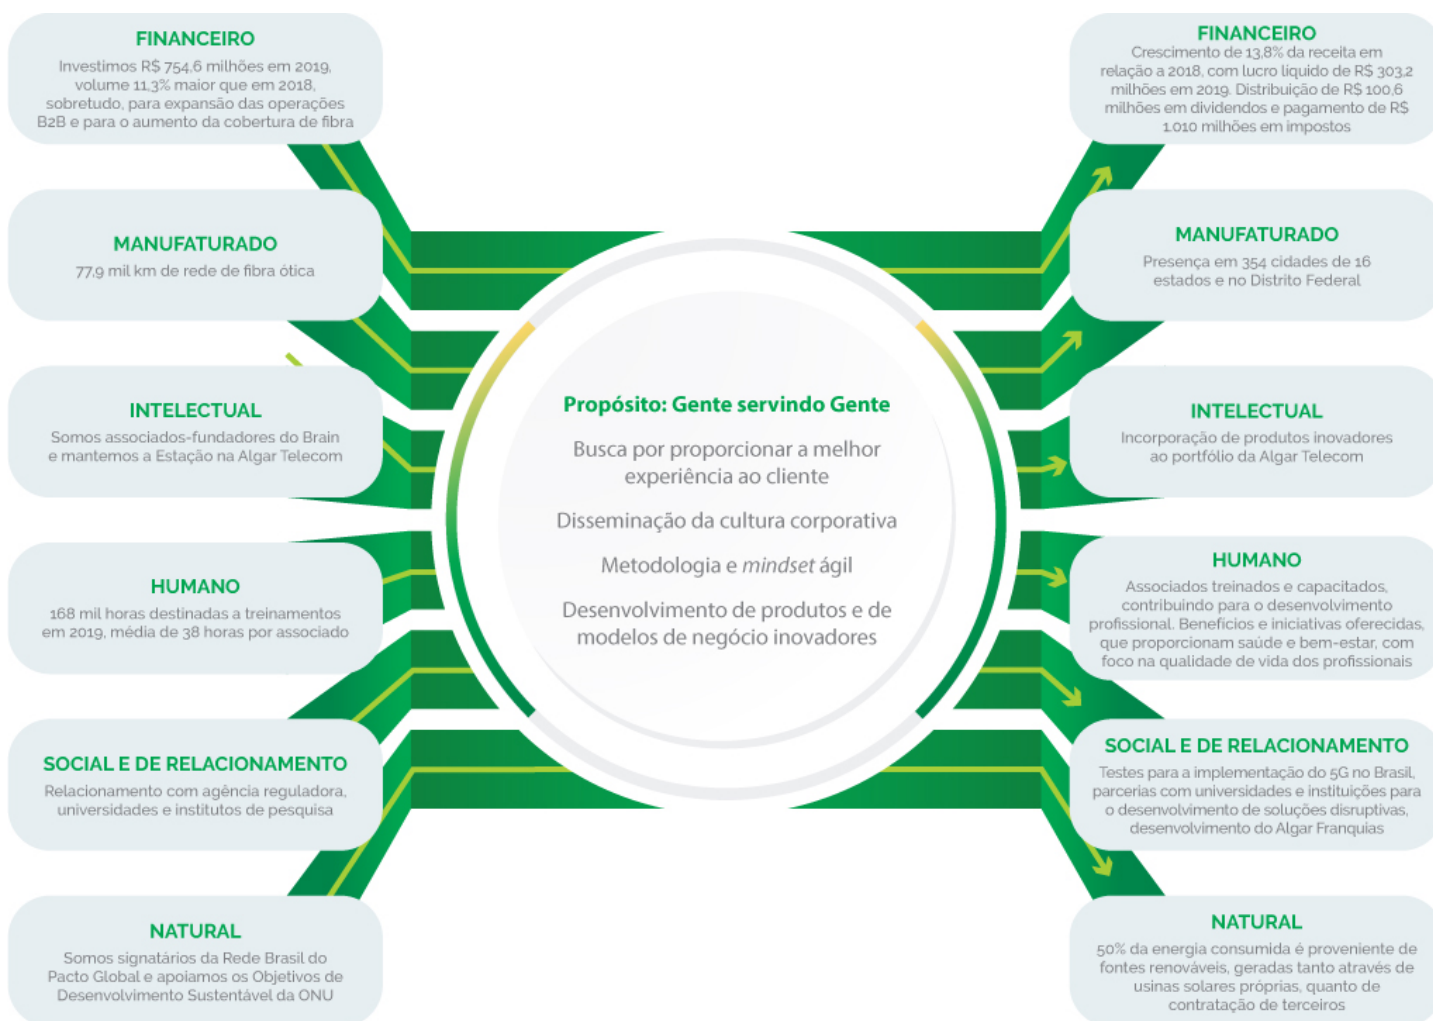 FINANCEIRO
Investimos R$ 754,6 milhões em 2019,
volume 11,3% maior que em 2018,
sobretudo, para expansão das operações
B2B e para o aumento da cobertura de fibra
MANUFATURADO
77,9 mil km de rede de fibra ótica
INTELECTUAL
Somos associados-fundadores do Brain
e mantemos a Estação na Algar Telecom
HUMANO
168 mil horas destinadas a treinamentos
em 2019, média de 38 horas por associado
SOCIAL E DE RELACIONAMENTO
Relacionamento com agência reguladora,
universidades e institutos de pesquisa
NATURAL
Somos signatários da Rede Brasil do
Pacto Global e apoiamos os Objetivos de
Desenvolvimento Sustentável da ONU
Propósito: Gente servindo Gente
Busca por proporcionar a melhor
experiência ao cliente
Disseminação da cultura corporativa
Metodologia e mindset ágil
Desenvolvimento de produtos e de
modelos de negócio inovadores
FINANCEIRO
Crescimento de 13,8% da receita em
relação a 2018, com lucro liquido de R$ 303,2
milhões em 2019. Distribuição de R$ 100,6
milhões em dividendos e pagamento de R$
1.010 milhões em impostos
MANUFATURADO
Presença em 354 cidades de 16
estados e no Distrito Federal
INTELECTUAL
Incorporação de produtos inovadores
ao portfólio da Algar Telecom
HUMANO
Associados treinados e capacitados,
contribuindo para o desenvolvimento
profissional. Benefícios e iniciativas oferecidas,
que proporcionam saúde e bem-estar, com
foco na qualidade de vida dos profissionais
SOCIAL E DE RELACIONAMENTO
Testes para a implementação do 5G no Brasil,
parcerias com universidades e instituições para
o desenvolvimento de soluções disruptivas,
desenvolvimento do Algar Franquias
NATURAL
50% da energia consumida é proveniente de
fontes renováveis, geradas tanto através de
usinas solares próprias, quanto de
contratação de terceiros